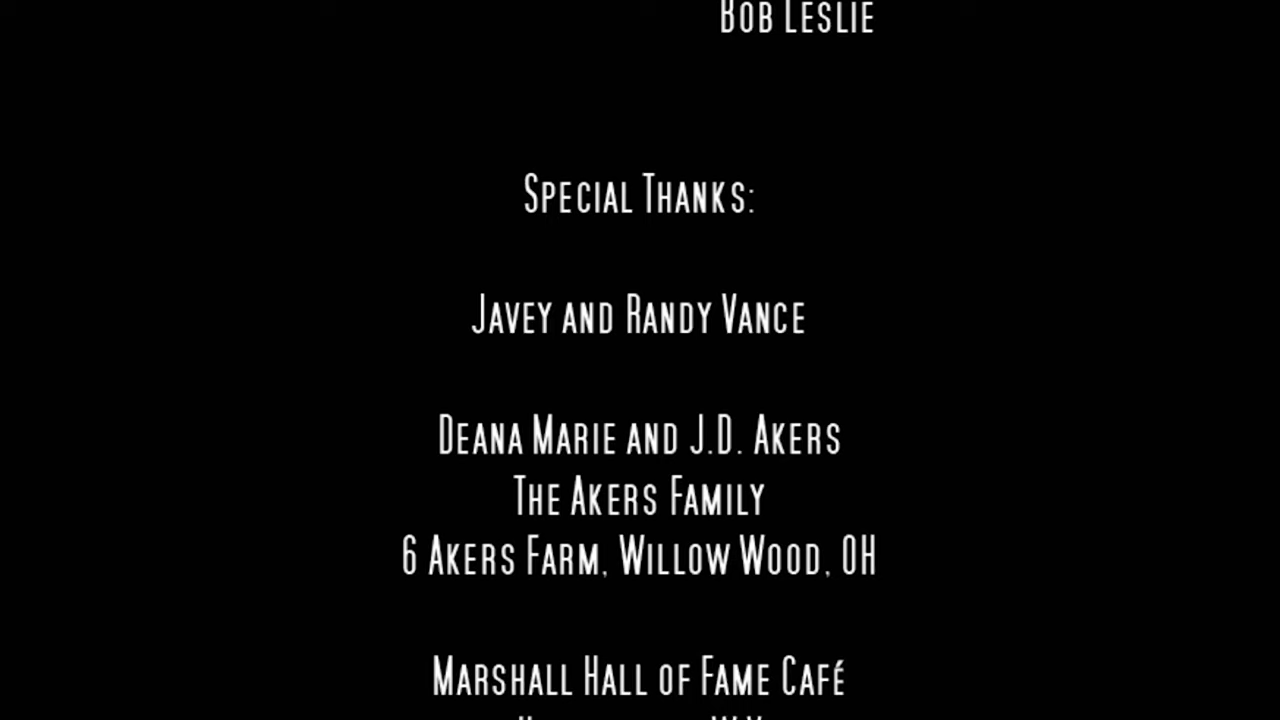 Bob Leslie
Special Thanks:
Javey and Randy Vance
Deana Marie and J.D. Akers
The Akers Family
6 Akers Farm, Willow Wood, OH
Marshall Hall of Fame Café